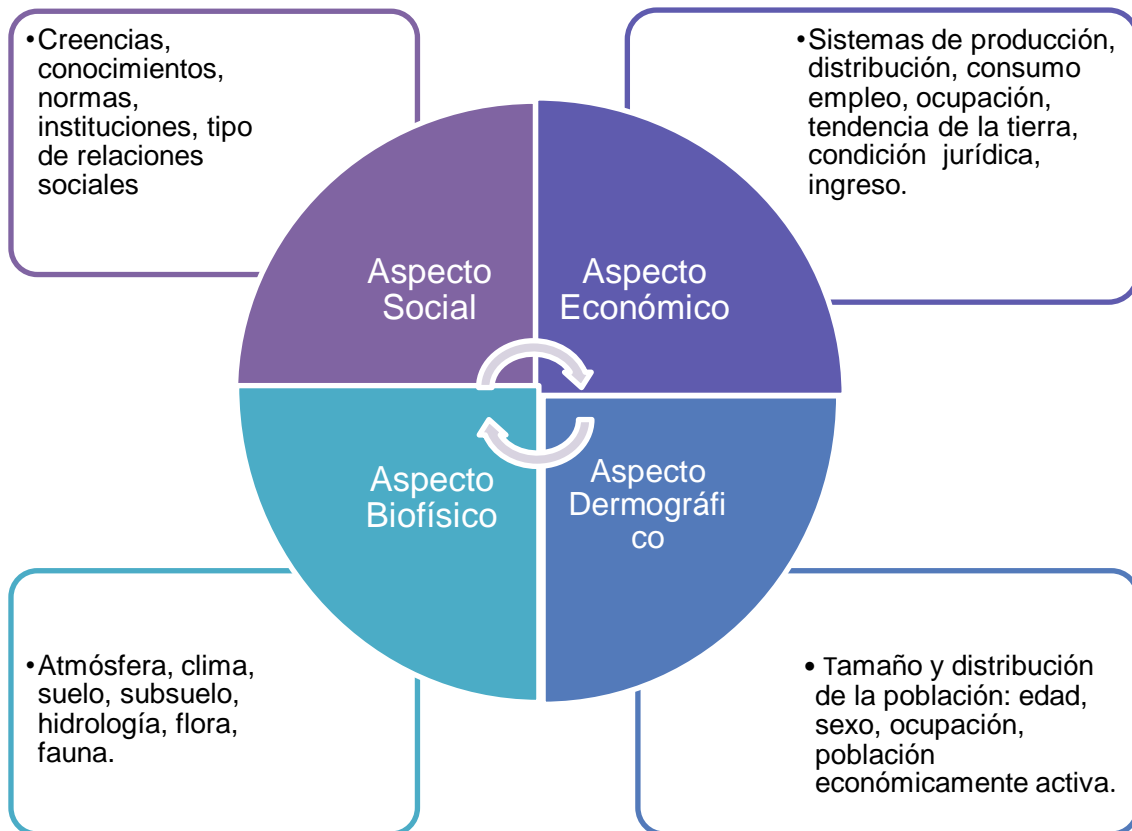 •Creencias,
conocimientos,
normas,
instituciones, tipo
de relaciones
sociales
•Sistemas de producción,
distribución, consumo
empleo, ocupación,
tendencia de la tierra,
condición jurídica,
ingreso.
Aspecto
Social
Aspecto
Económico
Aspecto
Biofísico
Aspecto
Dermográfi
co
•Atmósfera, clima,
suelo, subsuelo,
hidrología, flora,
fauna.
• Tamaño y distribución
de la población: edad,
sexo, ocupación,
población
económicamente activa.